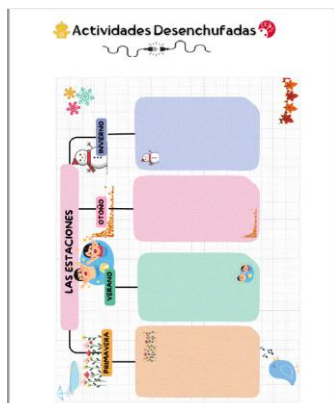 Actividades Desenchufadas
LAS ESTACIONES
INVIERNO
OTOÑO
VERANO
PRIMAVERA